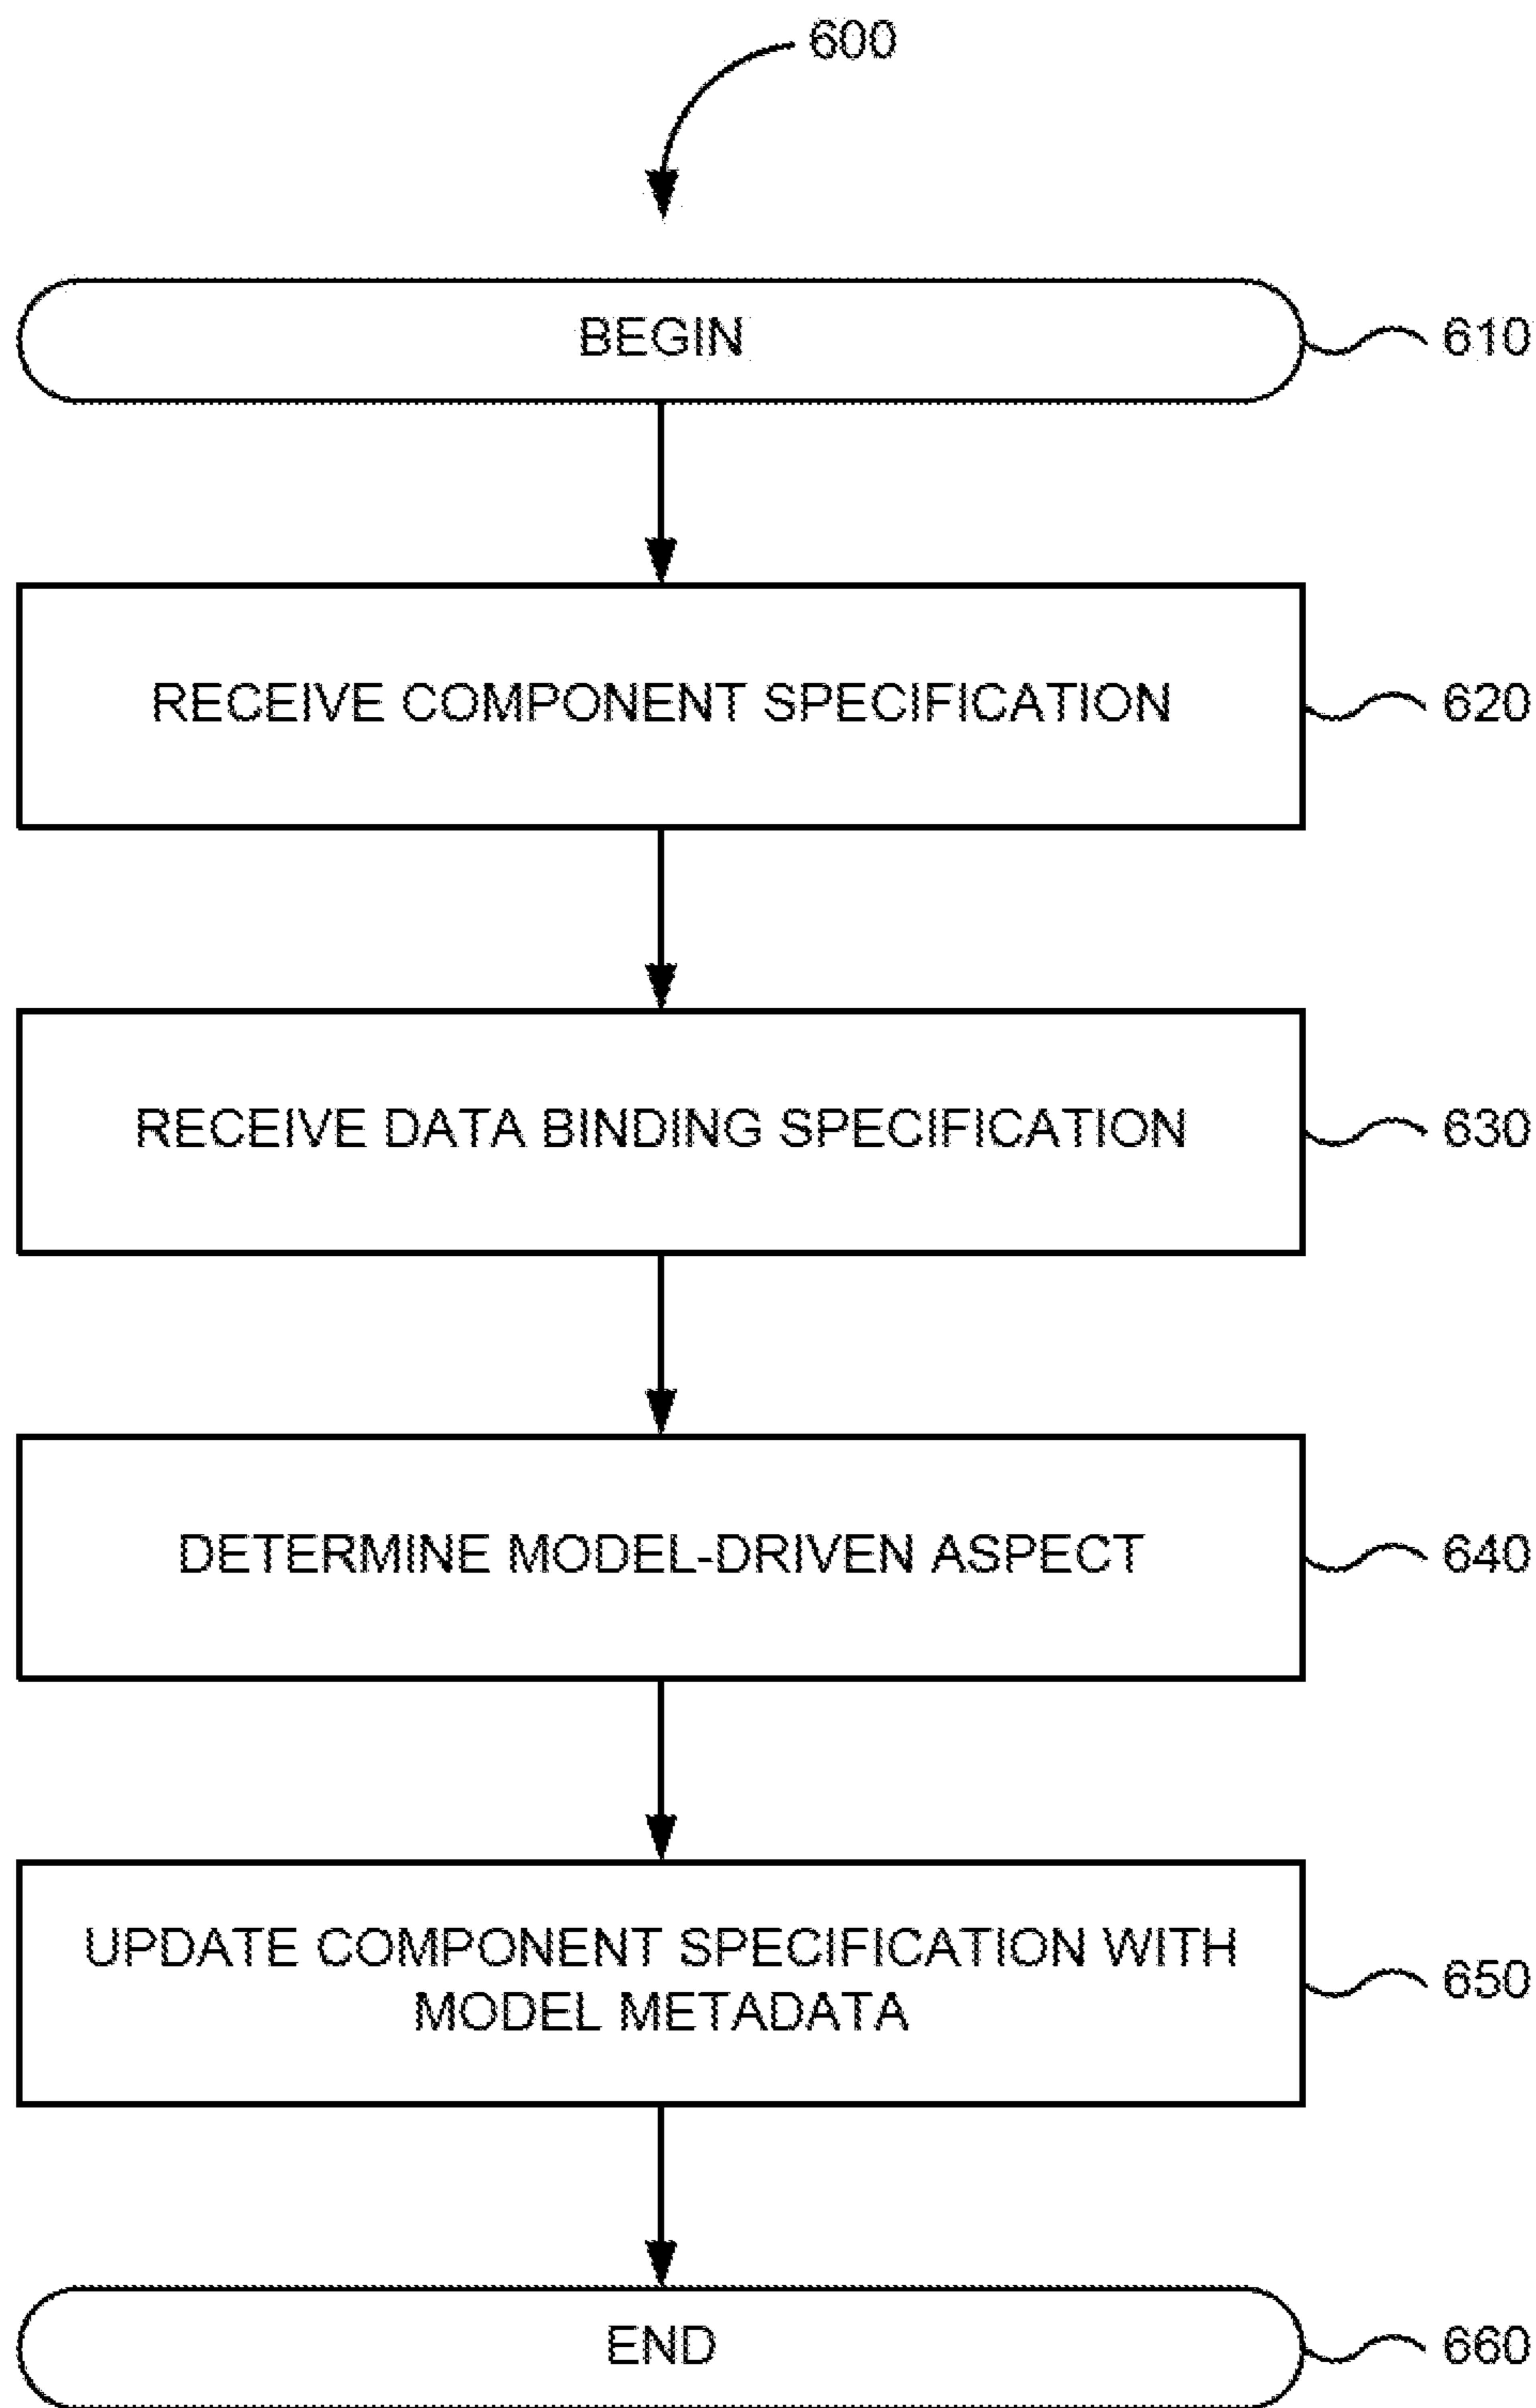 600
BEGIN
610
RECEIVE COMPONENT SPECIFICATION
620
RECEIVE DATA BINDING SPECIFICATION
630
DETERMINE MODEL-DRIVEN ASPECT
640
UPDATE COMPONENT SPECIFICATION WITH
MODEL METADATA
650
END
660